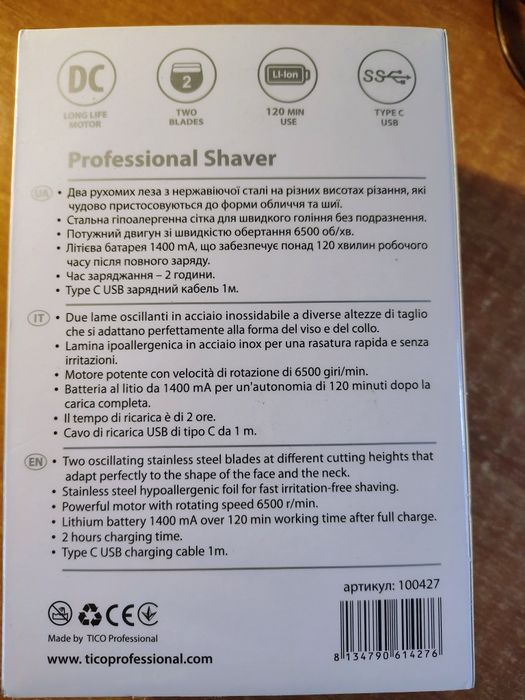 DC
2
LI-Ion
SS
LONG LIFE
MOTOR
TWO
BLADES
120 MIN
USE
TYPE C
USB
Professional Shaver
UA
• Два рухомих леза з нержавіючої сталі на різних висотах різання, які
чудово пристосовуються до форми обличчя та шиї.
• Стальна гіпоалергенна сітка для швидкого гоління без подразнення.
• Потужний двигун зі швидкістю обертання 6500 об/хв.
• Літієва батарея 1400 mA, що забезпечує понад 120 хвилин робочого
часу після повного заряду.
• Час заряджання – 2 години.
• Type C USB зарядний кабель 1м.
IT
• Due lame oscillanti in acciaio inossidabile a diverse altezze di taglio
che si adattano perfettamente alla forma del viso e del collo.
• Lamina ipoallergenica in acciaio inox per una rasatura rapida e senza
irritazioni.
• Motore potente con velocità di rotazione di 6500 giri/min.
• Batteria al litio da 1400 mA per un'autonomia di 120 minuti dopo la
carica completa.
• Il tempo di ricarica è di 2 ore.
• Cavo di ricarica USB di tipo C da 1 m.
EN
• Two oscillating stainless steel blades at different cutting heights that
adapt perfectly to the shape of the face and the neck.
• Stainless steel hypoallergenic foil for fast irritation-free shaving.
• Powerful motor with rotating speed 6500 r/min.
• Lithium battery 1400 mA over 120 min working time after full charge.
• 2 hours charging time.
• Type C USB charging cable 1m.
артикул: 100427
CE
Made by TICO Professional
www. ticoprofessional.com
8 134790 614276